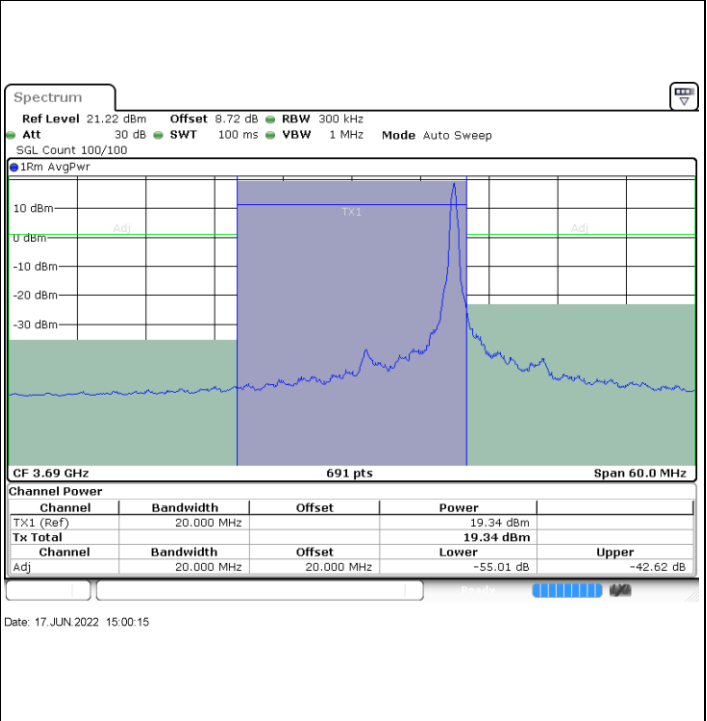 Spectrum
Ref Level 21.22 dBm Offset 8.72 dB RBW 300 kHz
Att 30 dB SWT 100 ms VBW 1 MHz Mode Auto Sweep
SGL Count 100/100
1Rm AvgPwr
10 dBm
TX1
Adj
Adj
0 dBm
-10 dBm
-20 dBm
-30 dBm
CF 3.69 GHz 691 pts Span 60.0 MHz
Channel Power
Channel Bandwidth Offset Power
TX1 (Ref) 20.000 MHz 19.34 dBm
Tx Total 19.34 dBm
Channel Bandwidth Offset Lower Upper
Adj 20.000 MHz 20.000 MHz -55.01 dB -42.62 dB
Ready
Date: 17.JUN.2022 15:00:15